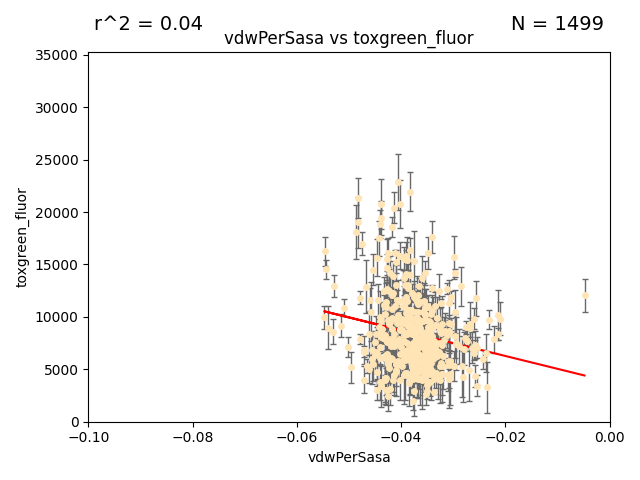 r^2 = 0.04
N = 1499
vdwPerSasa vs toxgreen_fluor
35000
30000
25000
20000
15000
10000
5000
0
toxgreen_fluor
−0.10
−0.08
−0.06
−0.04
−0.02
0.00
vdwPerSasa